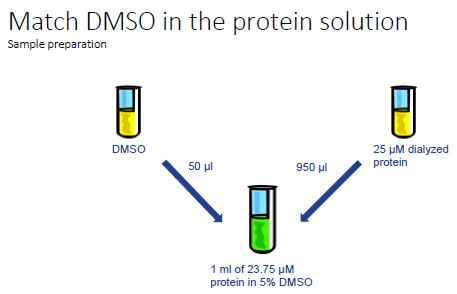 Match DMSO in the protein solution
Sample preparation
DMSO
25 µM dialyzed
protein
50 µl
950 µl
1 ml of 23.75 µM
protein in 5% DMSO